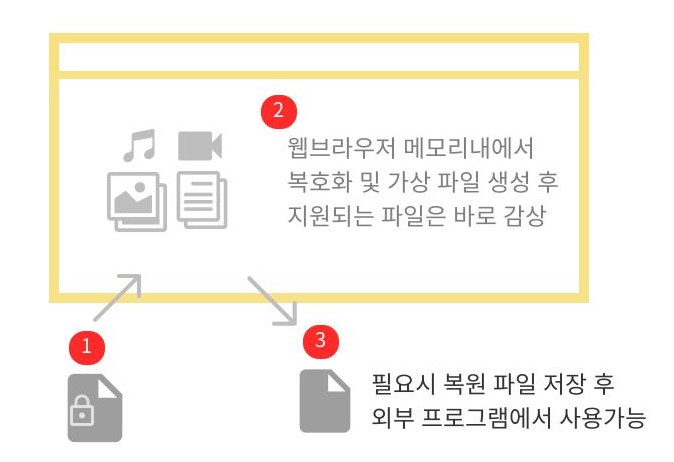 2
웹브라우저 메모리내에서
복호화 및 가상 파일 생성 후
지원되는 파일은 바로 감상
1
3
필요시 복원 파일 저장 후
외부 프로그램에서 사용가능